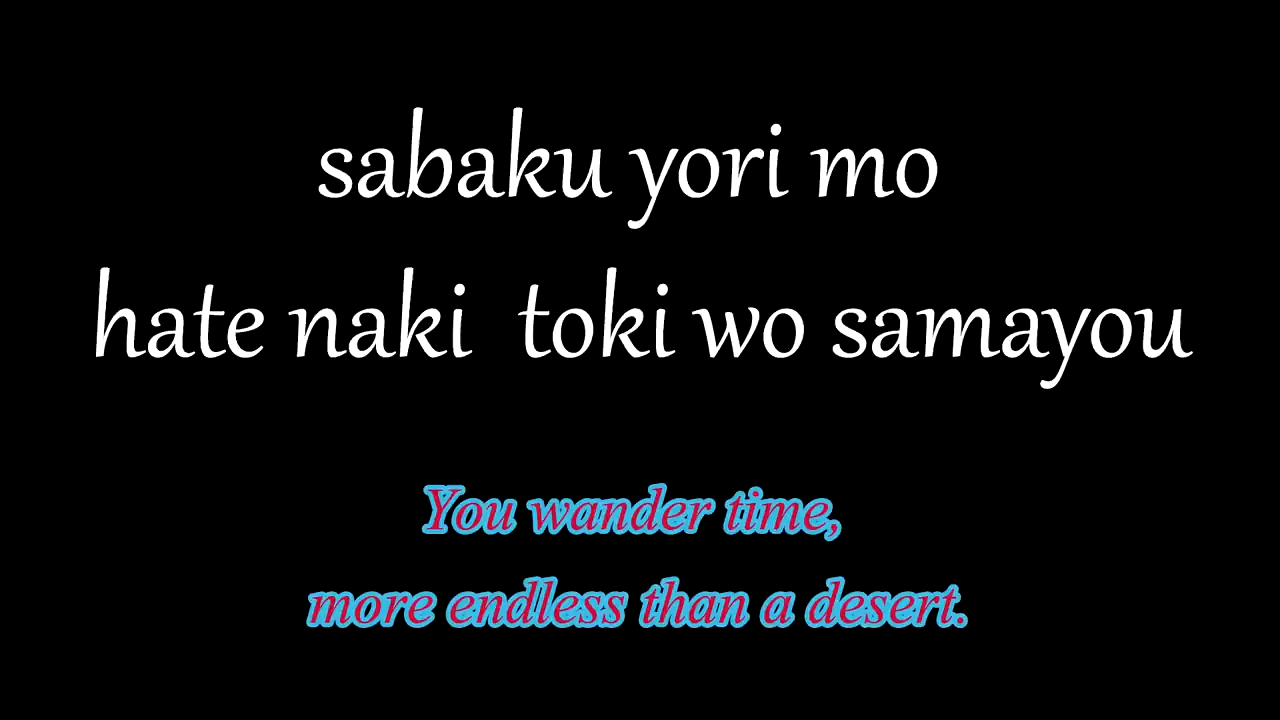 sabaku yori mo
hate naki toki wo samayou
You wander time,
more endless than a desert.